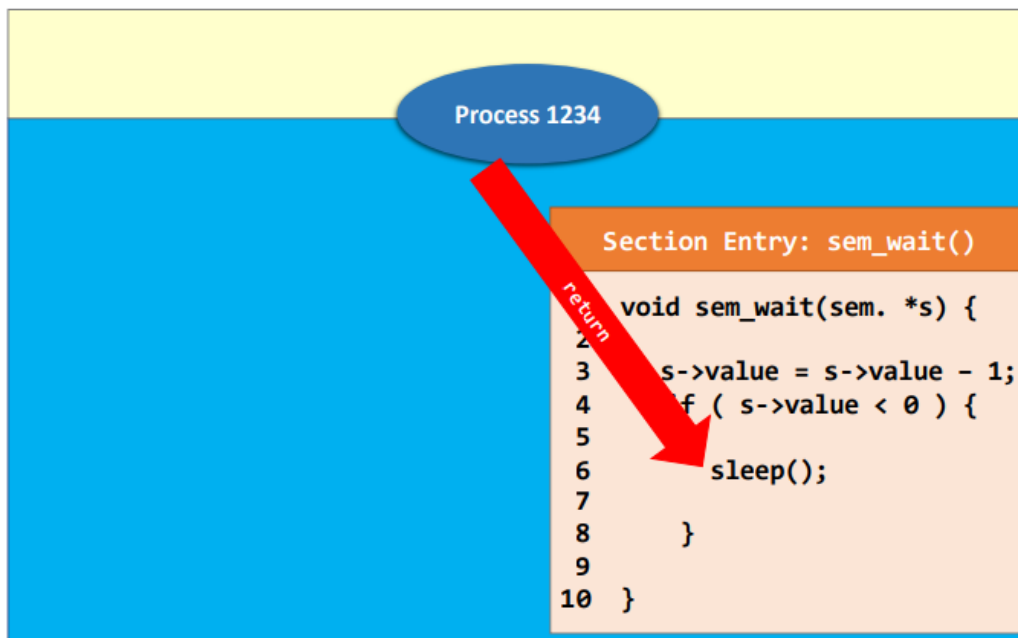 Process 1234
Section Entry: sem_wait()
return
void sem_wait(sem. *s) {
2
3 s->value = s->value – 1;
4 if ( s->value < 0 ) {
5
6 sleep();
7
8 }
9
10 }